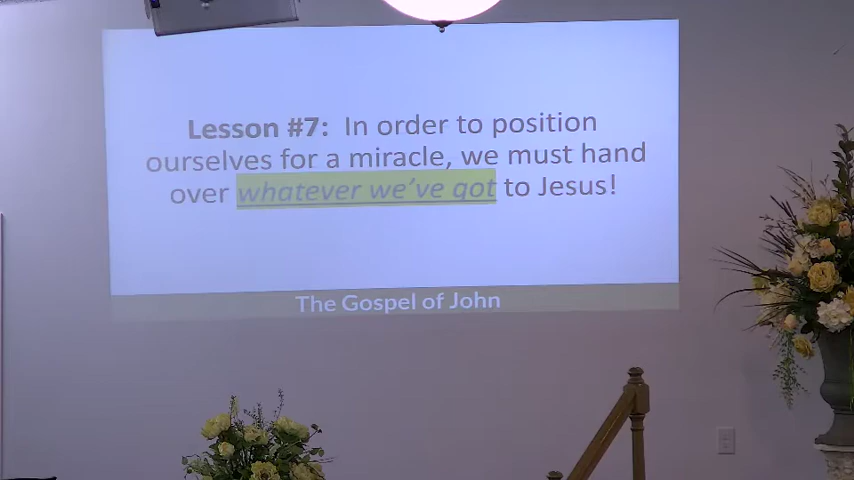 Lesson #7: In order to position
ourselves for a miracle, we must hand
over whatever we've got to Jesus!
The Gospel of John